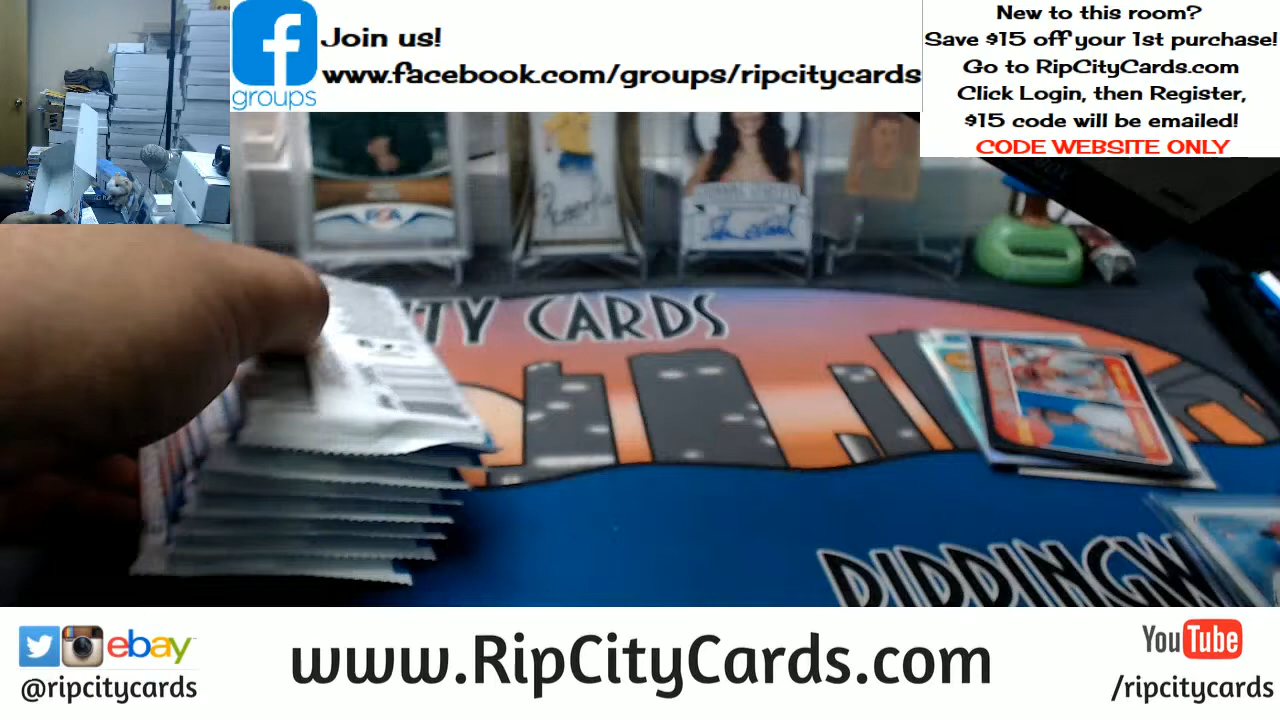 groups
Join us!
www.facebook.com/groups/ripcitycards
New to this room?
Save $15 off your 1st purchase!
Go to RipCityCards.com
Click Login, then Register,
$15 code will be emailed!
CODE WEBSITE ONLY
PSA
CITY CARDS
RIPPINGW
ebay
@ripcitycards
www.RipCityCards.com
YouTube
/ripcitycards